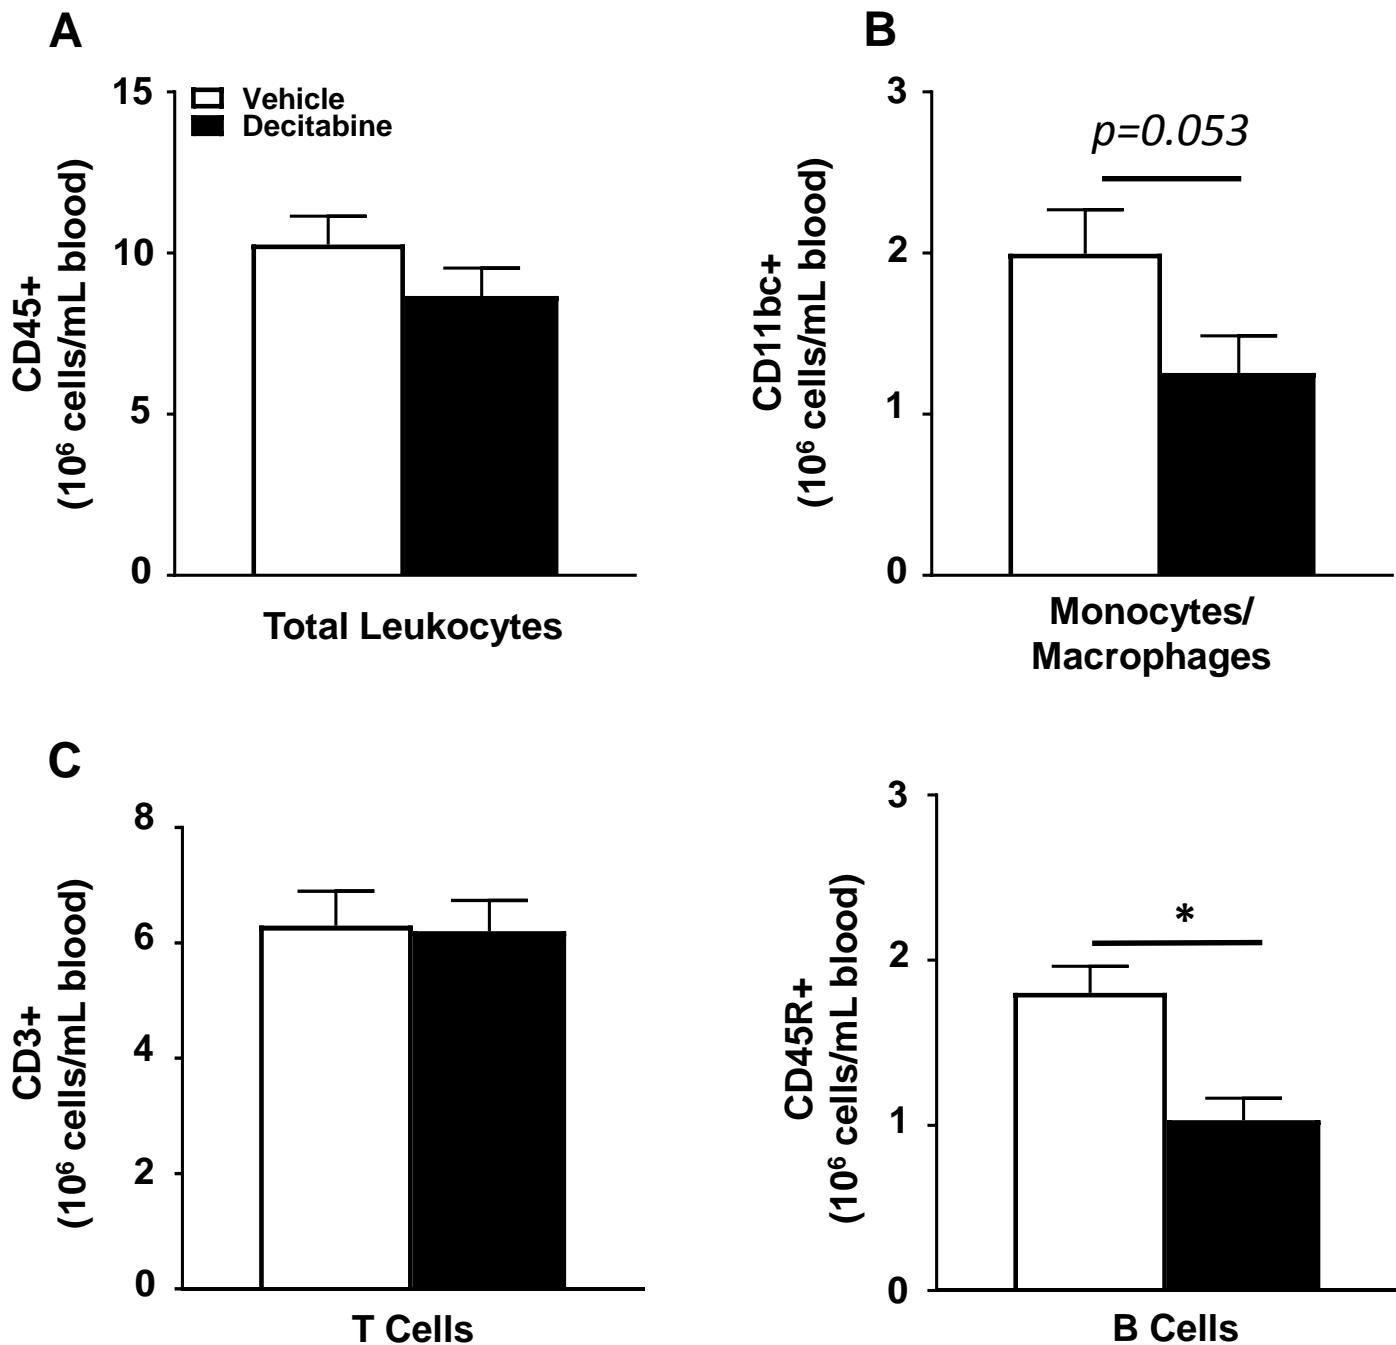 A
15
10
5
0
CD45+
(10⁶ cells/mL blood)
Vehicle
Decitabine
Total Leukocytes
B
3
2
1
0
CD11bc+
(10⁶ cells/mL blood)
p=0.053
Monocytes/
Macrophages
C
8
6
4
2
0
CD3+
(10⁶ cells/mL blood)
T Cells
3
2
1
0
CD45R+
(10⁶ cells/mL blood)
*
B Cells